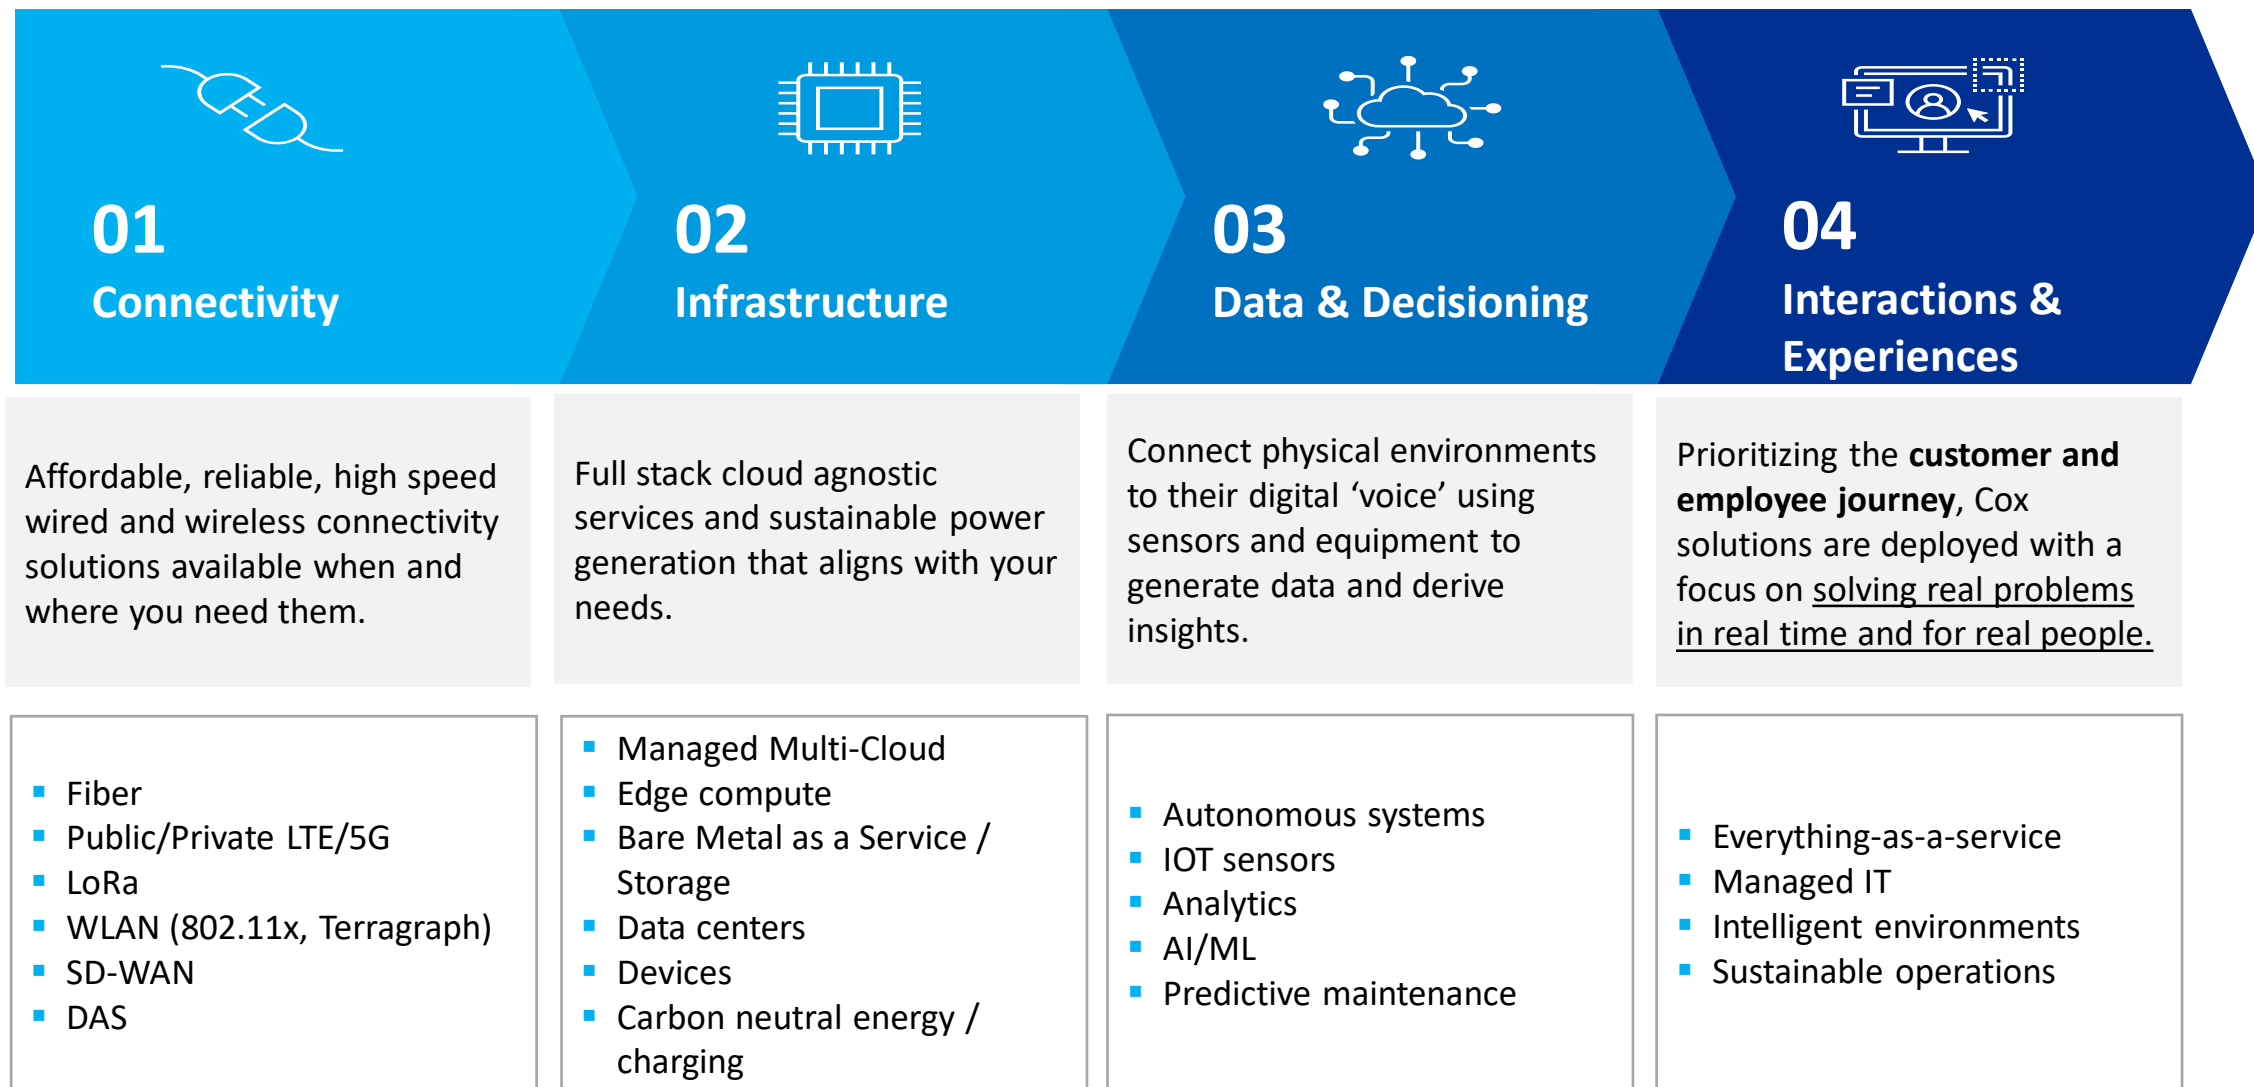 01
Connectivity
Affordable, reliable, high speed
wired and wireless connectivity
solutions available when and
where you need them.
Fiber
Public/Private LTE/5G
LoRa
WLAN (802.11x, Terragraph)
SD-WAN
DAS
02
Infrastructure
Full stack cloud agnostic
services and sustainable power
generation that aligns with your
needs.
Managed Multi-Cloud
Edge compute
Bare Metal as a Service /
Storage
Data centers
Devices
Carbon neutral energy /
charging
03
Data & Decisioning
Connect physical environments
to their digital ‘voice’ using
sensors and equipment to
generate data and derive
insights.
Autonomous systems
IOT sensors
Analytics
AI/ML
Predictive maintenance
04
Interactions &
Experiences
Prioritizing the customer and
employee journey, Cox
solutions are deployed with a
focus on solving real problems
in real time and for real people.
Everything-as-a-service
Managed IT
Intelligent environments
Sustainable operations